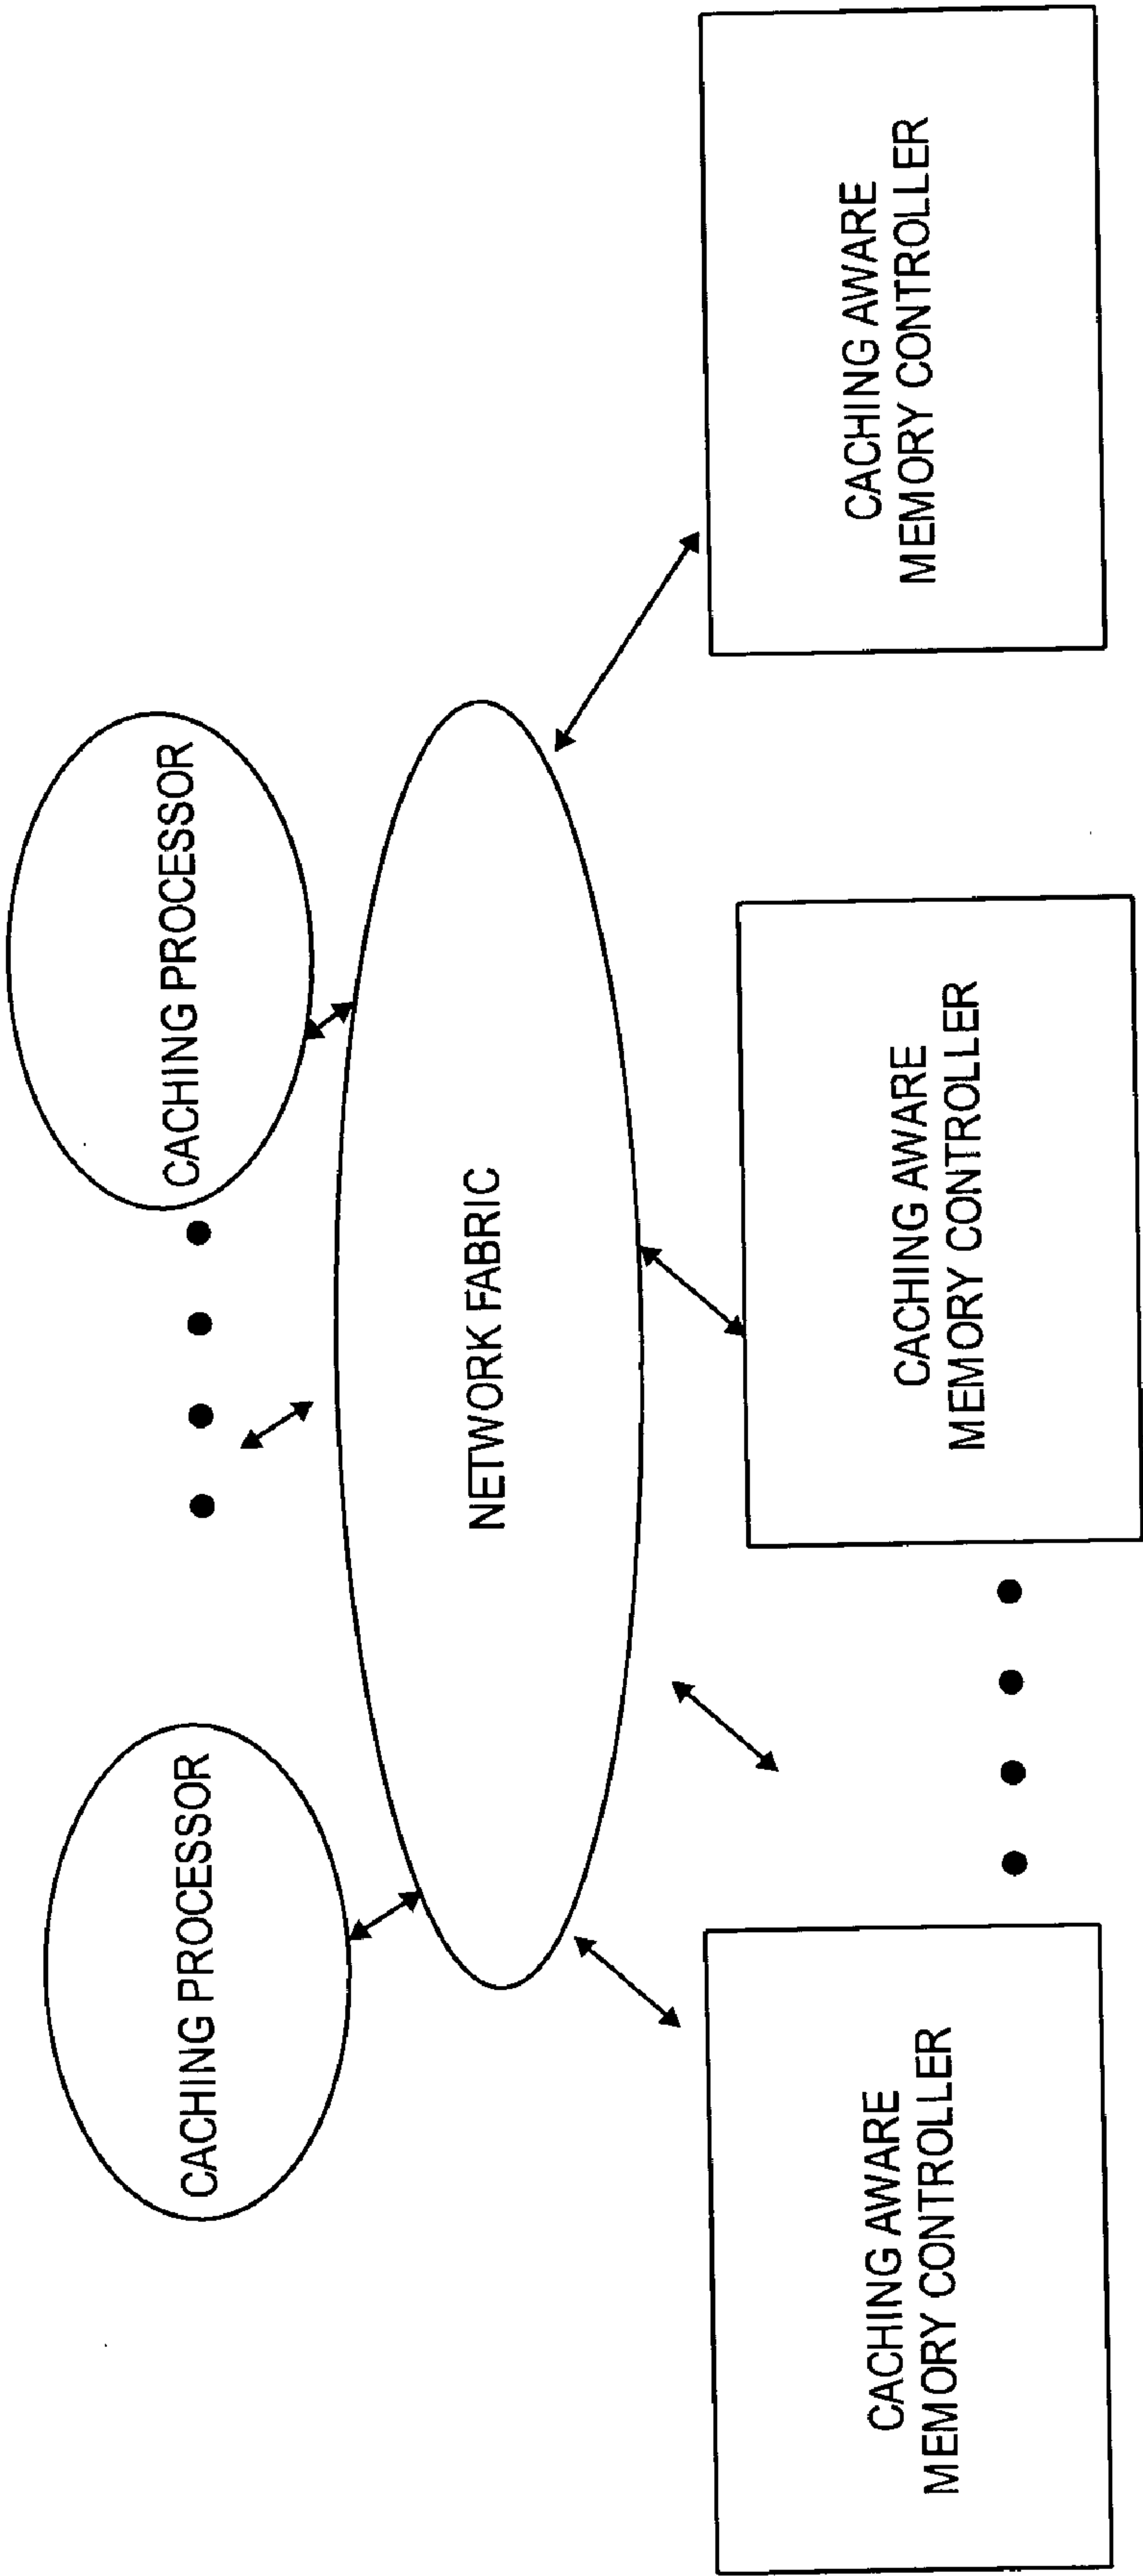 CACHING PROCESSOR
CACHING PROCESSOR
NETWORK FABRIC
CACHING AWARE
MEMORY CONTROLLER
CACHING AWARE
MEMORY CONTROLLER
CACHING AWARE
MEMORY CONTROLLER